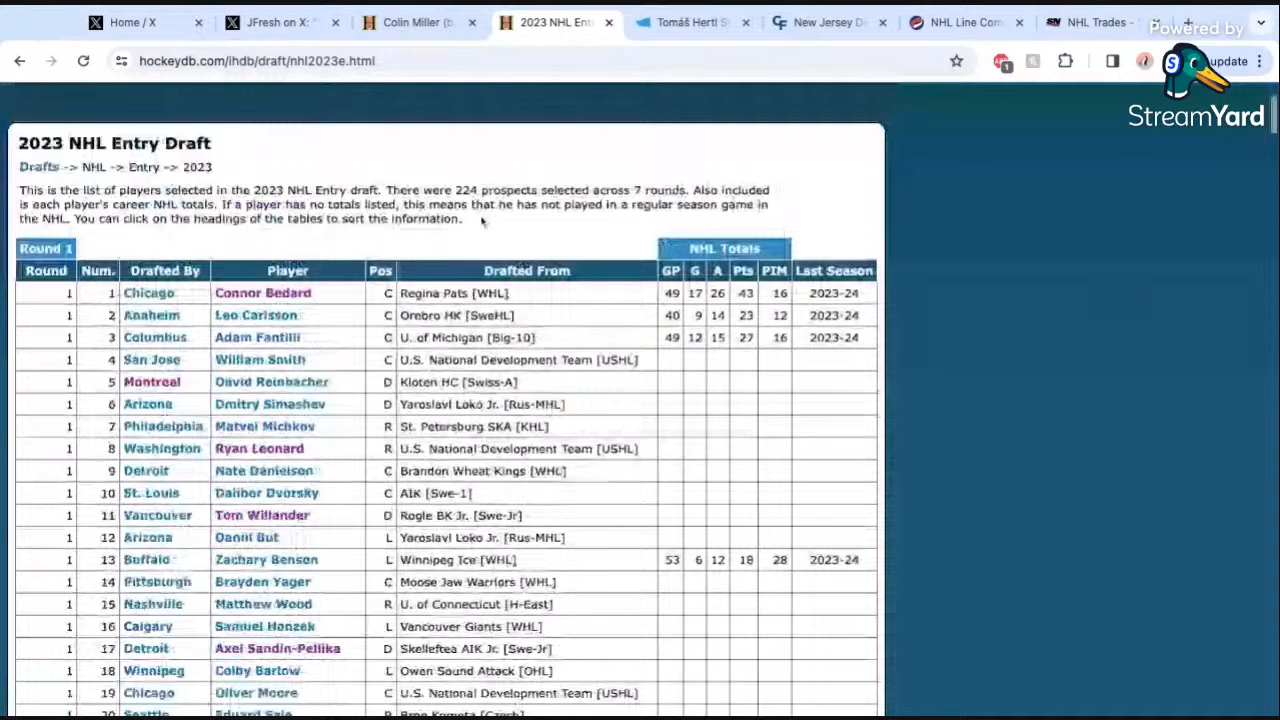 Home / X
JFresh on X: "
Colin Miller (b.
2023 NHL Ent
Tomáš Hertl S
New Jersey D
NHL Line Com
NHL Trades -
Powered by
hockeydb.com/ihdb/draft/nhl2023e.html
update
StreamYard
2023 NHL Entry Draft
Drafts -> NHL -> Entry -> 2023
This is the list of players selected in the 2023 NHL Entry draft. There were 224 prospects selected across 7 rounds. Also included
is each player's career NHL totals. If a player has no totals listed, this means that he has not played in a regular season game in
the NHL. You can click on the headings of the tables to sort the information.
Round 1 NHL Totals
Round Num. Drafted By Player Pos Drafted From GP G A Pts PIM Last Season
1 1 Chicago Connor Bedard C Regina Pats [WHL] 49 17 26 43 16 2023-24
1 2 Anaheim Leo Carlsson C Orebro HK [SweHL] 40 9 14 23 12 2023-24
1 3 Columbus Adam Fantilli C U. of Michigan [Big-10] 49 12 15 27 16 2023-24
1 4 San Jose William Smith C U.S. National Development Team [USHL]
1 5 Montreal David Reinbacher D Kloten HC [Swiss-A]
1 6 Arizona Dmitry Simashev D Yaroslavl Loko Jr. [Rus-MHL]
1 7 Philadelphia Matvei Michkov R St. Petersburg SKA [KHL]
1 8 Washington Ryan Leonard R U.S. National Development Team [USHL]
1 9 Detroit Nate Danielson C Brandon Wheat Kings [WHL]
1 10 St. Louis Dalibor Dvorsky C AIK [Swe-1]
1 11 Vancouver Tom Willander D Rogle BK Jr. [Swe-Jr]
1 12 Arizona Daniil But L Yaroslavl Loko Jr. [Rus-MHL]
1 13 Buffalo Zachary Benson L Winnipeg Ice [WHL] 53 6 12 18 28 2023-24
1 14 Pittsburgh Brayden Yager C Moose Jaw Warriors [WHL]
1 15 Nashville Matthew Wood R U. of Connecticut [H-East]
1 16 Calgary Samuel Honzek L Vancouver Giants [WHL]
1 17 Detroit Axel Sandin-Pellika D Skelleftea AIK Jr. [Swe-Jr]
1 18 Winnipeg Colby Barlow L Owen Sound Attack [OHL]
1 19 Chicago Oliver Moore C U.S. National Development Team [USHL]
1 20 Seattle Eduard Sale R Brno Kometa [Czech]